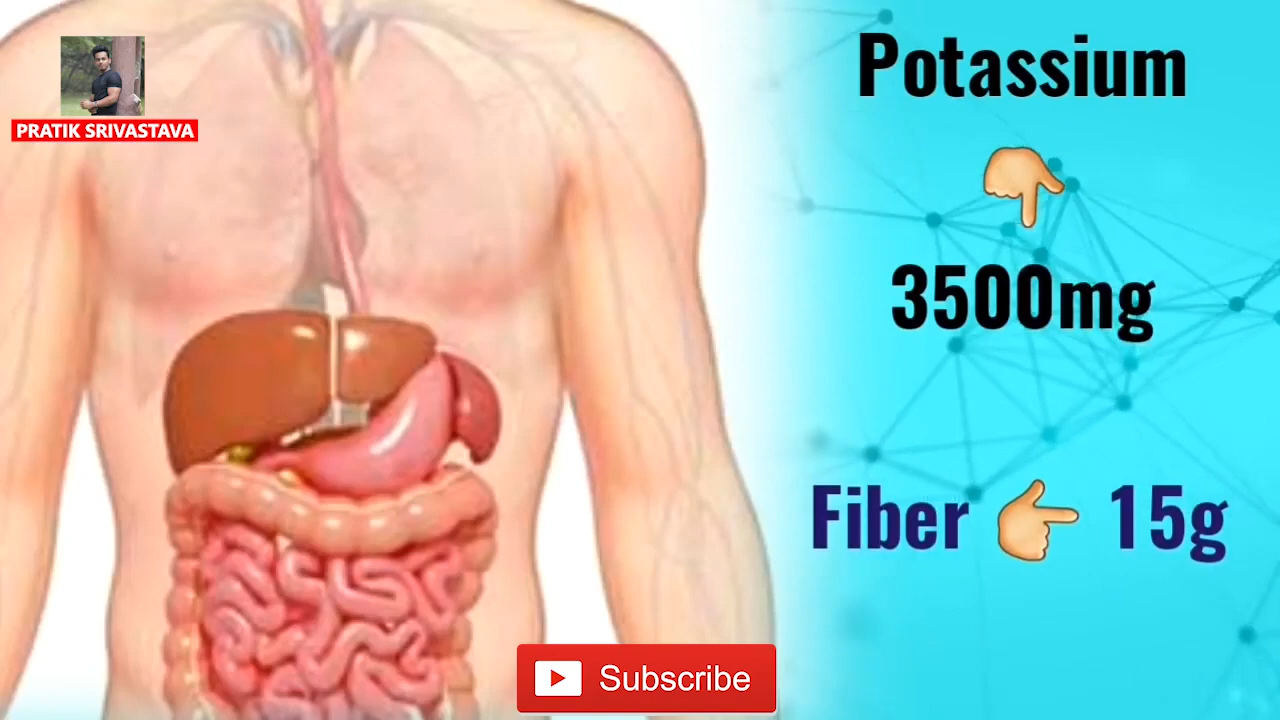 PRATIK SRIVASTAVA
Potassium
3500mg
Fiber 15g
Subscribe